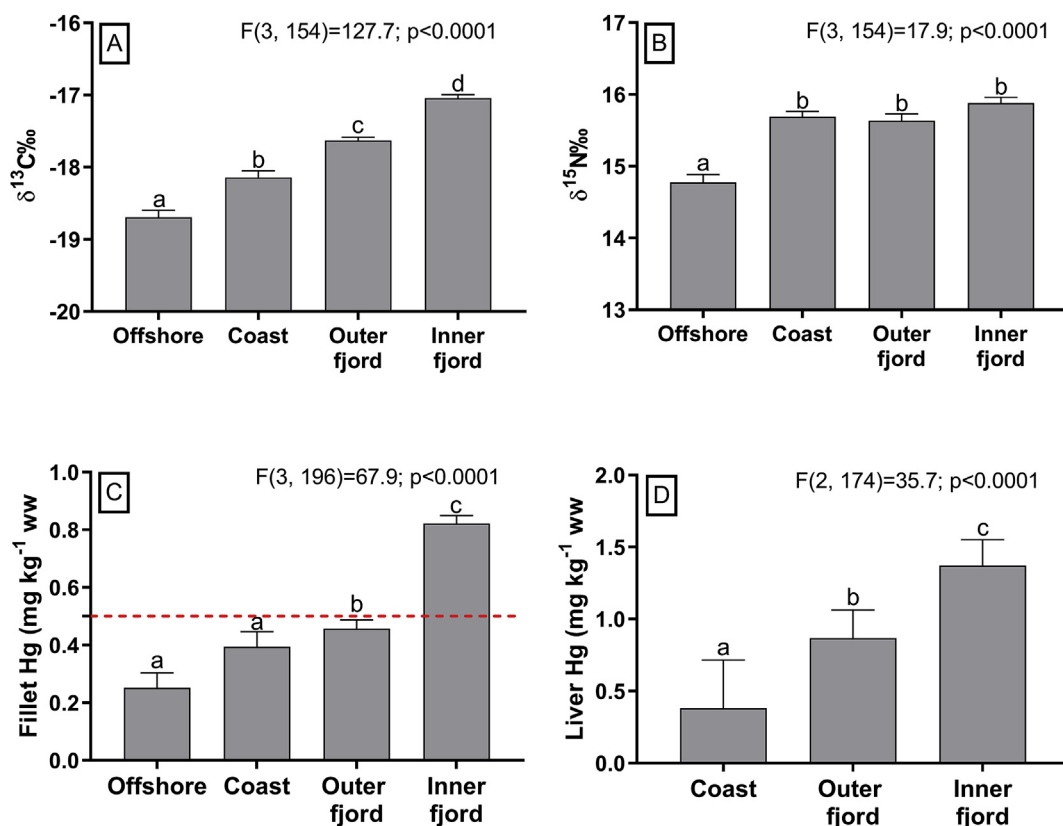 A
F(3, 154)=127.7; p<0.0001
δ¹³C‰
-16
-17
-18
-19
-20
a
b
c
d
Offshore
Coast
Outer
fjord
Inner
fjord
B
F(3, 154)=17.9; p<0.0001
δ¹⁵N‰
17
16
15
14
13
a
b
b
b
Offshore
Coast
Outer
fjord
Inner
fjord
C
F(3, 196)=67.9; p<0.0001
Fillet Hg (mg kg⁻¹ ww)
1.0
0.8
0.6
0.4
0.2
0.0
a
a
b
c
Offshore
Coast
Outer
fjord
Inner
fjord
D
F(2, 174)=35.7; p<0.0001
Liver Hg (mg kg⁻¹ ww)
2.0
1.5
1.0
0.5
0.0
a
b
c
Coast
Outer
fjord
Inner
fjord